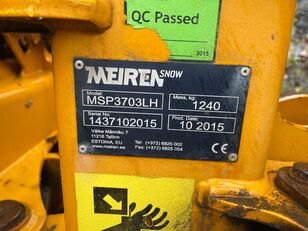 QC Passed
2015
MEIREN SNOW
Model:
MSP3703LH
Mass, kg:
1240
Serial No:
1437102015
Prod. Date:
10 2015
Väike Männiku 7
11216 Tallinn
ESTONIA, EU
www.meiren.ee
Tel: (+372) 6826 002
Fax: (+372) 6826 004
CE